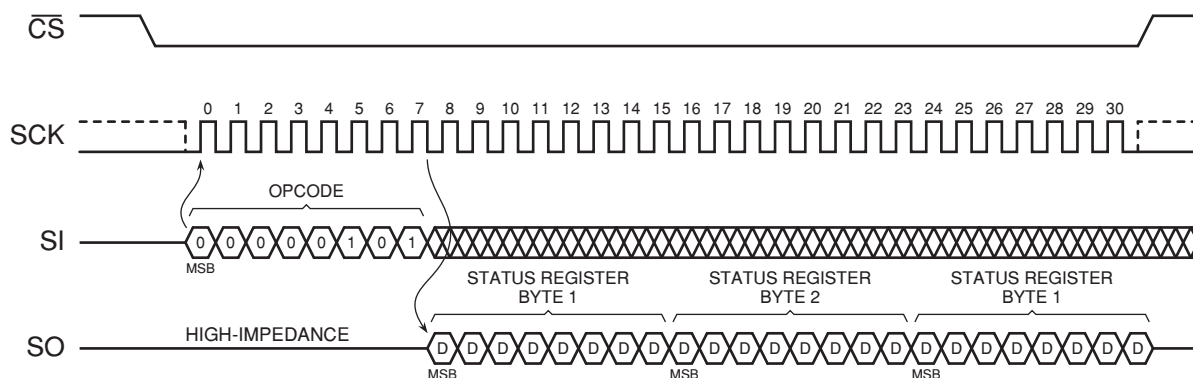 CS
SCK
0 1 2 3 4 5 6 7 8 9 10 11 12 13 14 15 16 17 18 19 20 21 22 23 24 25 26 27 28 29 30
OPCODE
SI
0 0 0 0 0 1 0 1
MSB
STATUS REGISTER BYTE 1
STATUS REGISTER BYTE 2
STATUS REGISTER BYTE 1
HIGH-IMPEDANCE
SO
D D D D D D D D D D D D D D D D D D D D D D D D
MSB MSB MSB